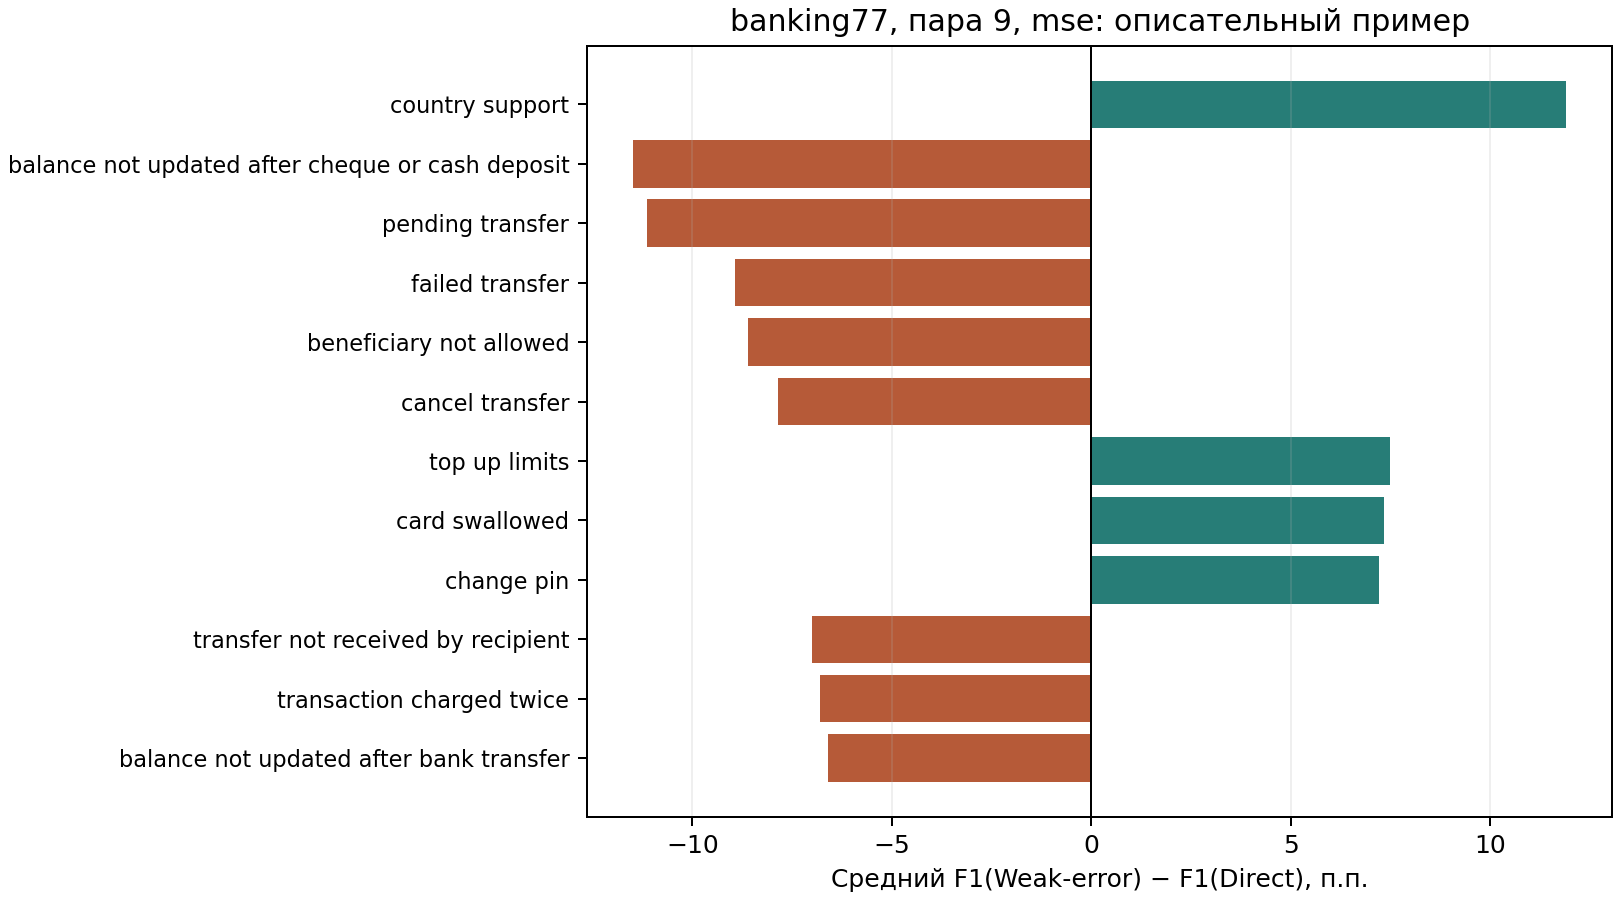 banking77, пара 9, mse: описательный пример
country support
balance not updated after cheque or cash deposit
pending transfer
failed transfer
beneficiary not allowed
cancel transfer
top up limits
card swallowed
change pin
transfer not received by recipient
transaction charged twice
balance not updated after bank transfer
−10 −5 0 5 10
Средний F1(Weak-error) − F1(Direct), п.п.